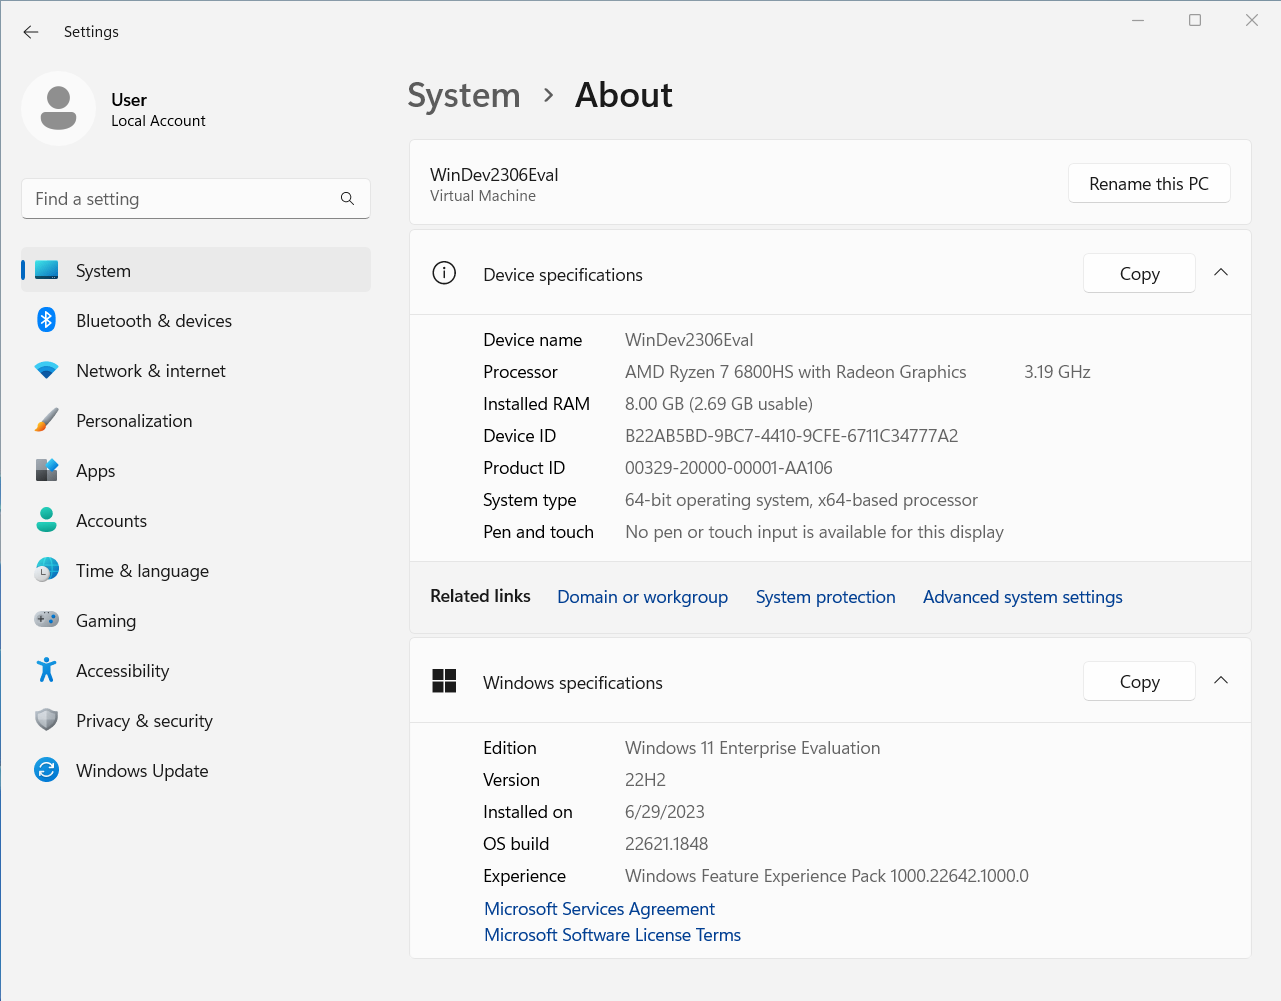 Settings
User
Local Account
Find a setting
System
Bluetooth & devices
Network & internet
Personalization
Apps
Accounts
Time & language
Gaming
Accessibility
Privacy & security
Windows Update
System > About
WinDev2306Eval
Virtual Machine
Rename this PC
Device specifications
Copy
Device name WinDev2306Eval
Processor AMD Ryzen 7 6800HS with Radeon Graphics 3.19 GHz
Installed RAM 8.00 GB (2.69 GB usable)
Device ID B22AB5BD-9BC7-4410-9CFE-6711C34777A2
Product ID 00329-20000-00001-AA106
System type 64-bit operating system, x64-based processor
Pen and touch No pen or touch input is available for this display
Related links Domain or workgroup System protection Advanced system settings
Windows specifications
Copy
Edition Windows 11 Enterprise Evaluation
Version 22H2
Installed on 6/29/2023
OS build 22621.1848
Experience Windows Feature Experience Pack 1000.22642.1000.0
Microsoft Services Agreement
Microsoft Software License Terms